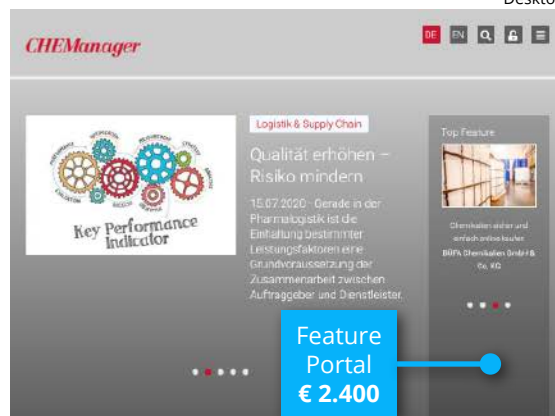 Deskto
CHEManager
DE EN
Logistik & Supply Chain
Qualität erhöhen –
Risiko mindern
15.07.2020 - Gerade in der
Pharmalogistik ist die
Einhaltung bestimmter
Leistungsfaktoren eine
Grundvoraussetzung der
Zusammenarbeit zwischen
Auftraggeber und Dienstleister.
Key Performance
Indicator
Top Feature
Chemikalien sicher und
einfach online kaufen
BÜFA Chemikalien GmbH &
Co. KG
Feature
Portal
€ 2.400